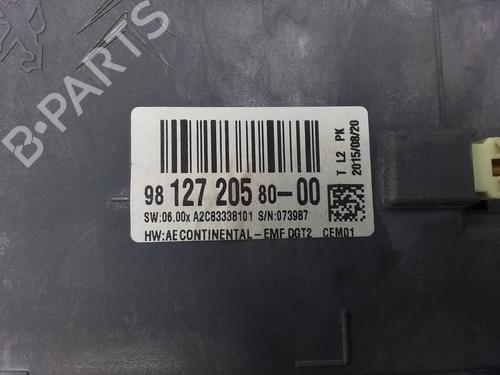 B-PARTS
T L2 PK
2015/08/20
98 127 205 80-00
SW:06.00x A2C83338101 S/N:073987
HW:AE CONTINENTAL-EMF DGT2 CEM01